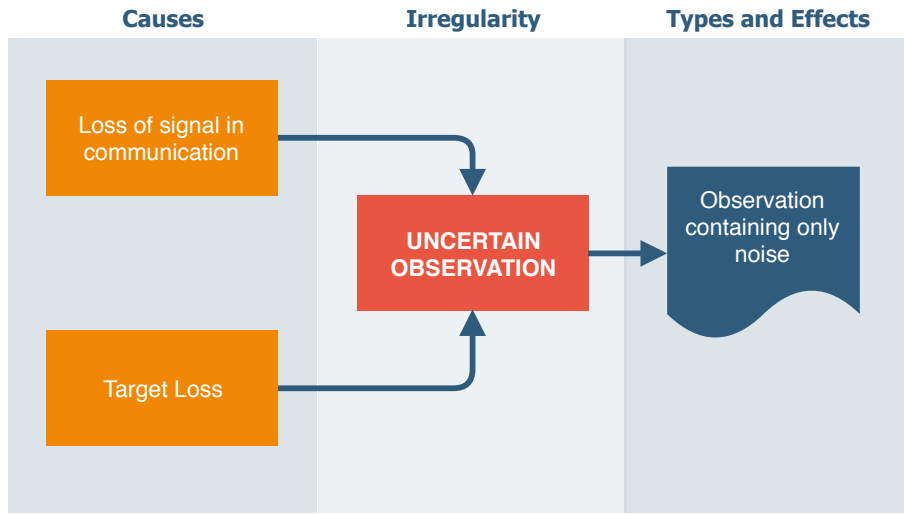 Causes
Irregularity
Types and Effects
Loss of signal in
communication
UNCERTAIN
OBSERVATION
Observation
containing only
noise
Target Loss